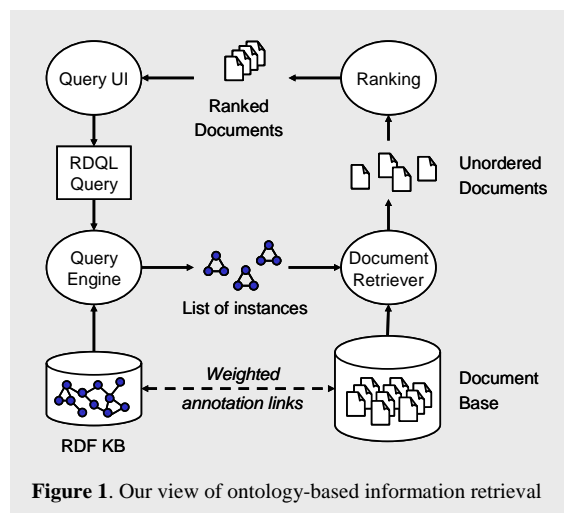 Query UI
Ranked
Documents
Ranking
RDQL
Query
Unordered
Documents
Query
Engine
List of instances
Document
Retriever
Weighted
annotation links
RDF KB
Document
Base
Figure 1. Our view of ontology-based information retrieval